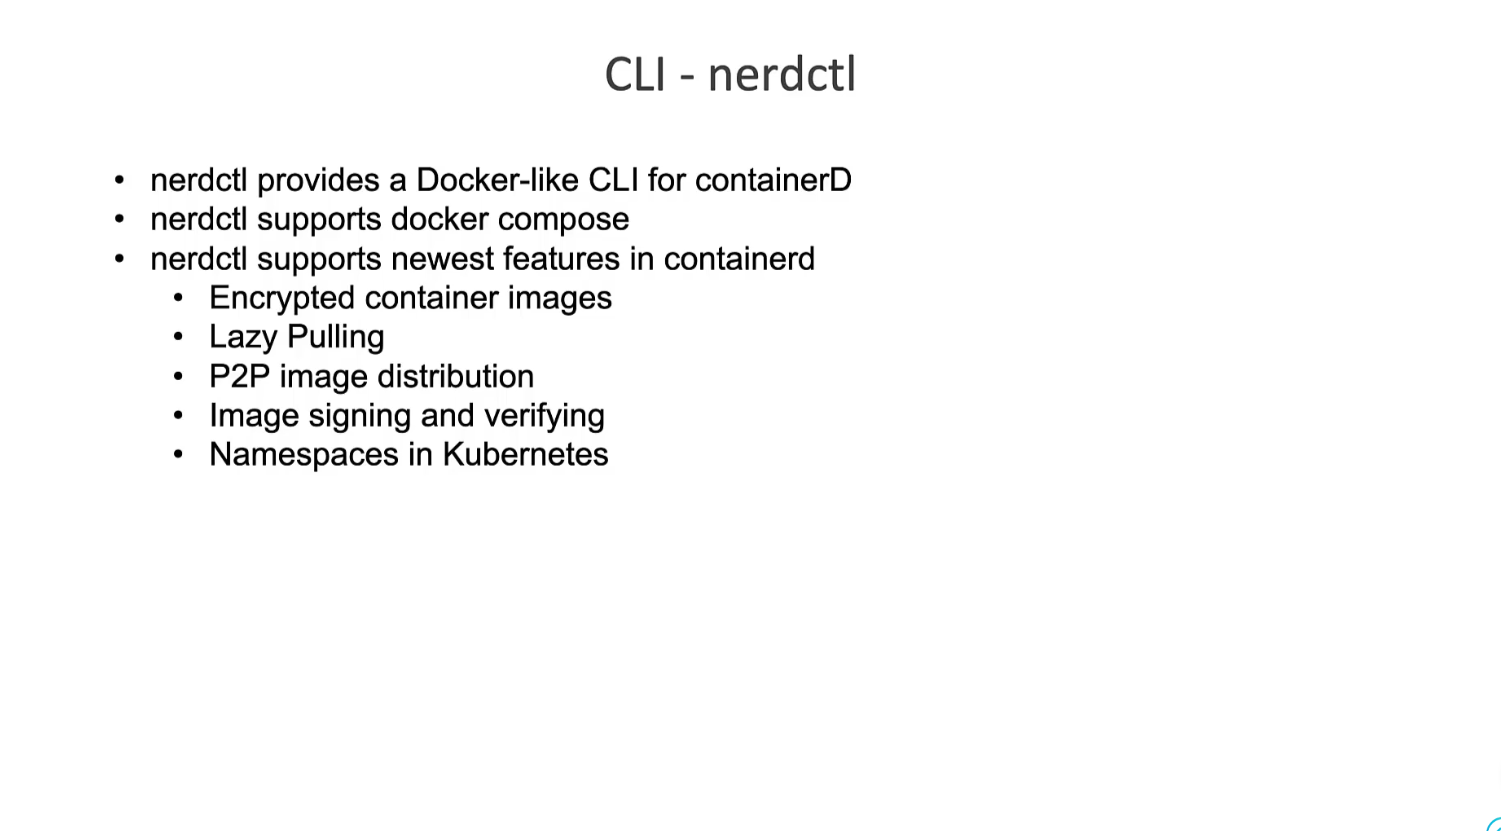 CLI - nerdctl
• nerdctl provides a Docker-like CLI for containerD
• nerdctl supports docker compose
• nerdctl supports newest features in containerd
• Encrypted container images
• Lazy Pulling
• P2P image distribution
• Image signing and verifying
• Namespaces in Kubernetes